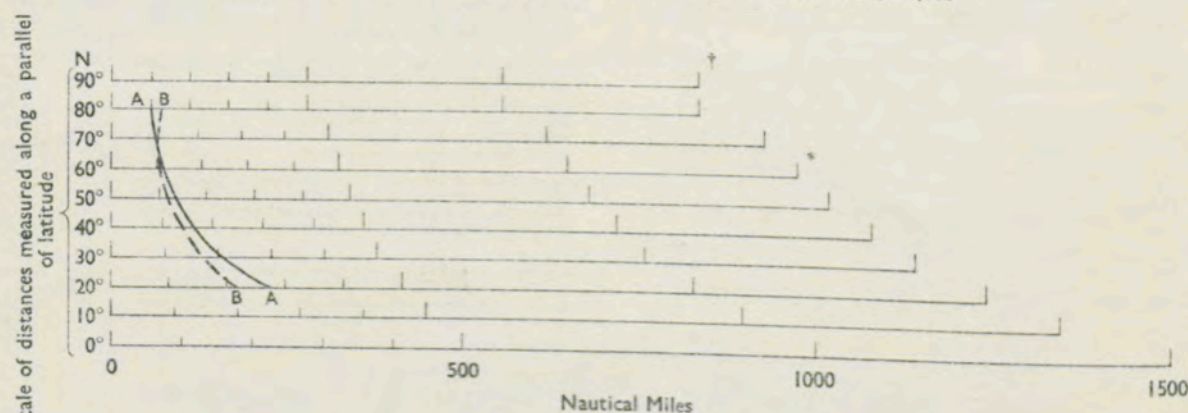 Scale of distances measured along a parallel
of latitude
N
†
90°
A B
80°
70°
60°
*
50°
40°
30°
20°
B A
10°
0°
0 500 1000 1500
Nautical Miles